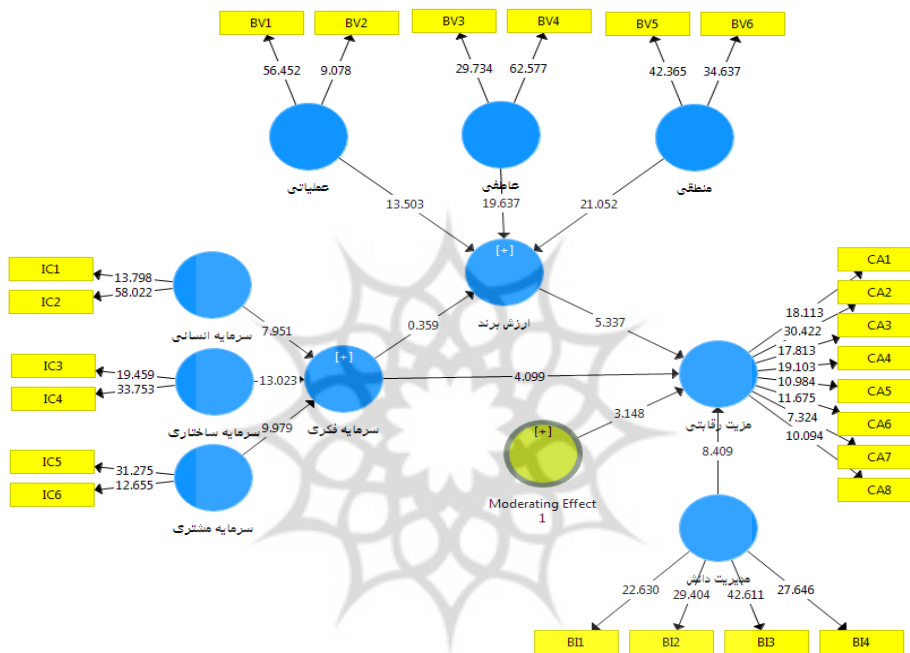 BV1
BV2
BV3
BV4
BV5
BV6
56.452
9.078
29.734
62.577
42.365
34.637
عملیاتی
عاطفی
منطقی
13.503
19.637
21.052
[+]
ارزش برند
IC1
IC2
13.798
58.022
سرمایه انسانی
7.951
0.359
5.337
IC3
IC4
19.459
33.753
سرمایه ساختاری
13.023
[+]
سرمایه فکری
4.099
IC5
IC6
31.275
12.655
سرمایه مشتری
9.979
[+]
Moderating Effect
1
3.148
مزیت رقابتی
CA1
CA2
CA3
CA4
CA5
CA6
CA7
CA8
18.113
30.422
17.813
19.103
10.984
11.675
7.324
10.094
8.409
مدیریت دانش
22.630
29.404
42.611
27.646
BI1
BI2
BI3
BI4